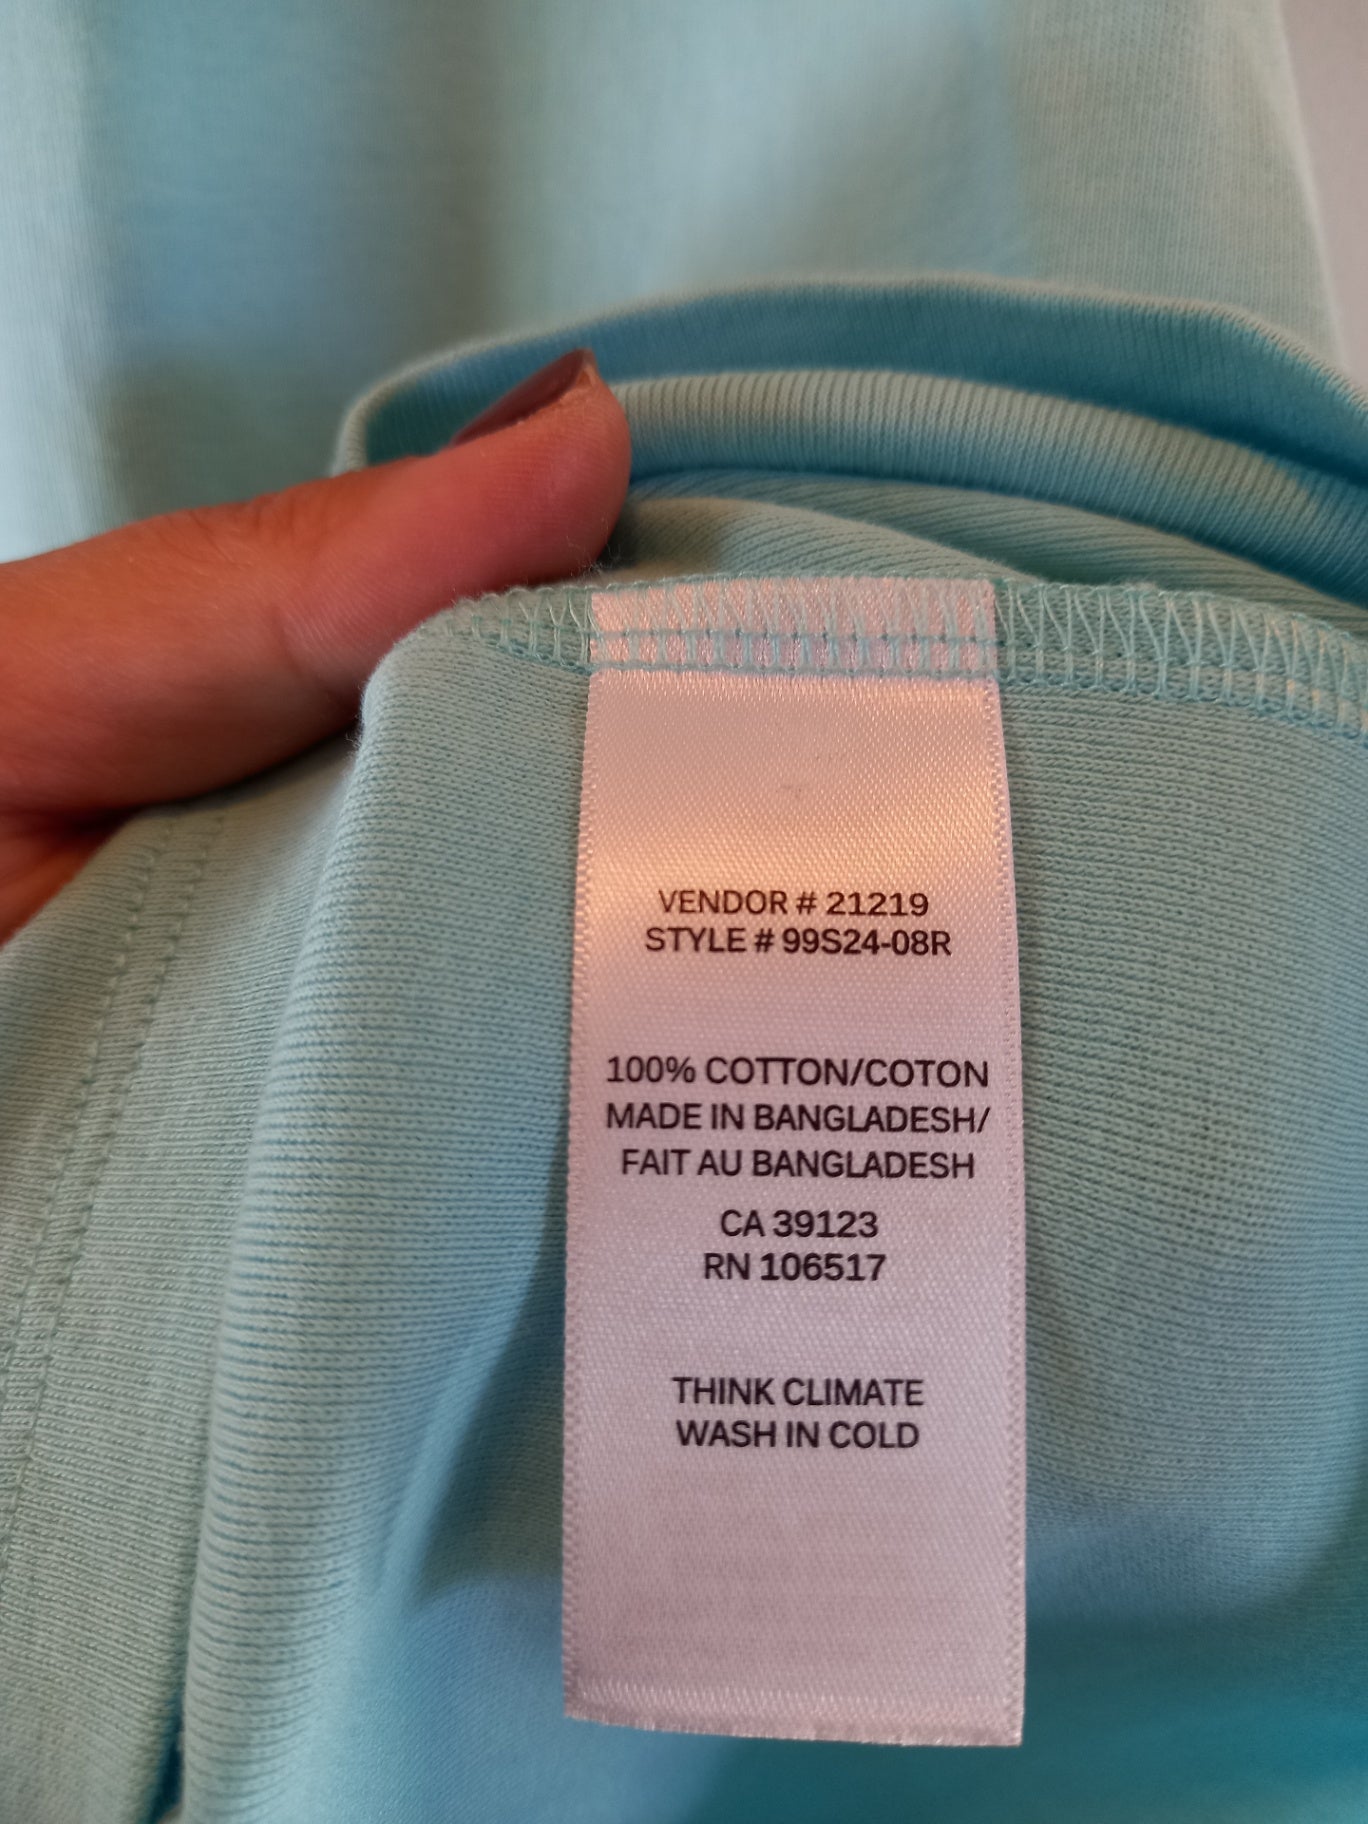 VENDOR # 21219
STYLE # 99S24-08R
100% COTTON/COTON
MADE IN BANGLADESH/
FAIT AU BANGLADESH
CA 39123
RN 106517
THINK CLIMATE
WASH IN COLD